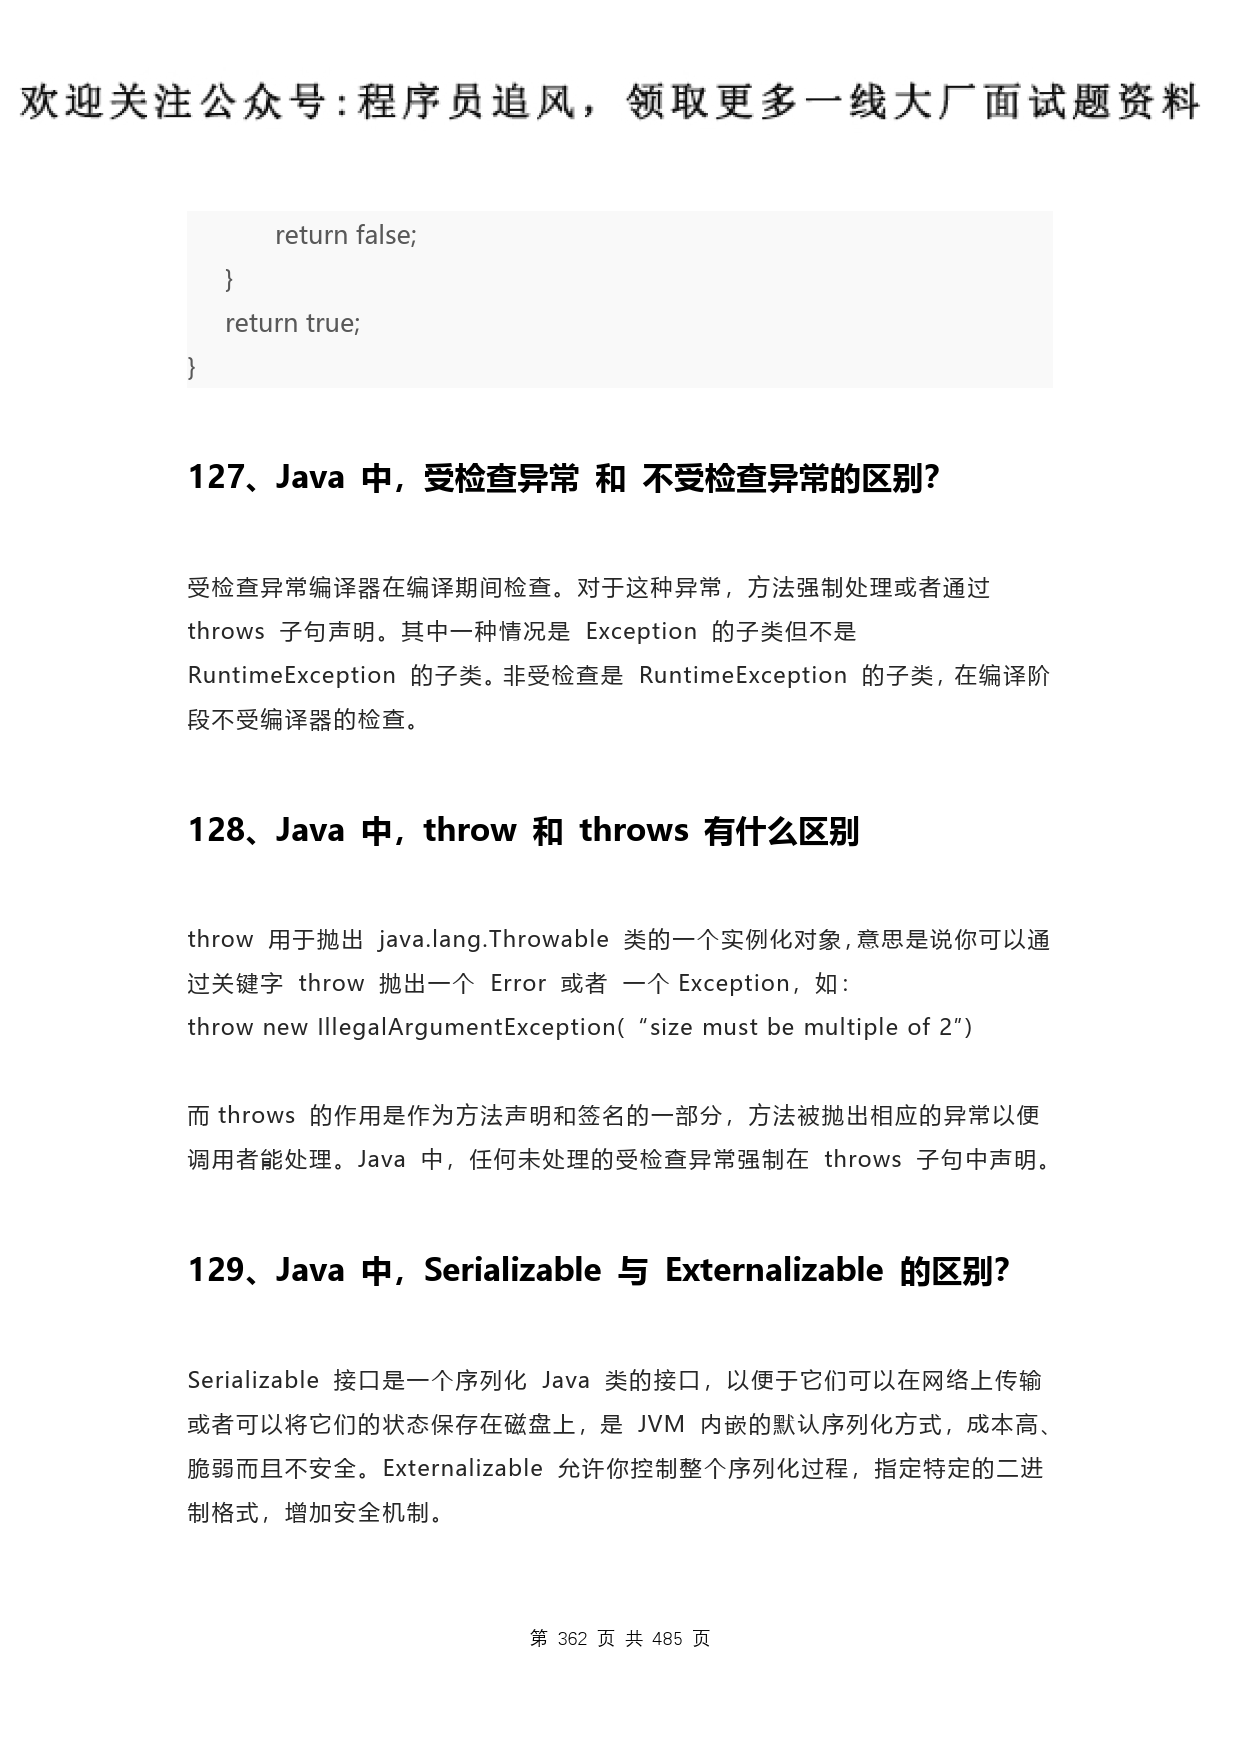 欢迎关注公众号:程序员追风，领取更多一线大厂面试题资料
return false;
}
return true;
}
127、Java 中，受检查异常 和 不受检查异常的区别？
受检查异常编译器在编译期间检查。对于这种异常，方法强制处理或者通过
throws 子句声明。其中一种情况是 Exception 的子类但不是
RuntimeException 的子类。非受检查是 RuntimeException 的子类，在编译阶
段不受编译器的检查。
128、Java 中，throw 和 throws 有什么区别
throw 用于抛出 java.lang.Throwable 类的一个实例化对象，意思是说你可以通
过关键字 throw 抛出一个 Error 或者 一个 Exception，如：
throw new IllegalArgumentException( “size must be multiple of 2″)
而 throws 的作用是作为方法声明和签名的一部分，方法被抛出相应的异常以便
调用者能处理。Java 中，任何未处理的受检查异常强制在 throws 子句中声明。
129、Java 中，Serializable 与 Externalizable 的区别？
Serializable 接口是一个序列化 Java 类的接口，以便于它们可以在网络上传输
或者可以将它们的状态保存在磁盘上，是 JVM 内嵌的默认序列化方式，成本高、
脆弱而且不安全。Externalizable 允许你控制整个序列化过程，指定特定的二进
制格式，增加安全机制。
第 362 页 共 485 页